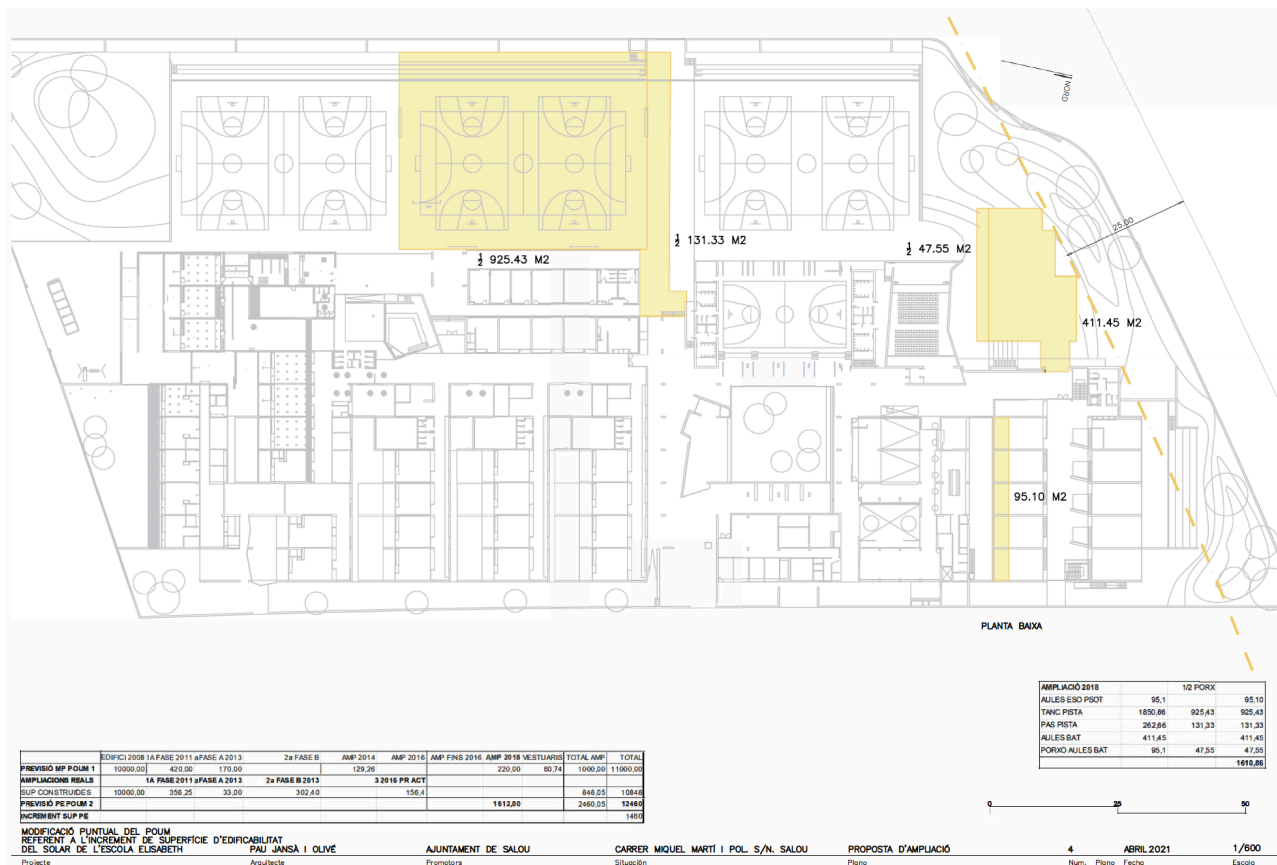 NORD
25.00
½ 131.33 M2
½ 47.55 M2
½ 925.43 M2
411.45 M2
95.10 M2
PLANTA BAIXA
AMPLIACIÓ 2018 1/2 PORX
AULES ESO PSOT 95,1 95,10
TANC PISTA 1850,86 925,43 925,43
PAS PISTA 262,66 131,33 131,33
AULES BAT 411,45 411,45
PORXO AULES BAT 95,1 47,55 47,55
1610,86
EDIFICI 2008 1A FASE 2011 aFASE A 2013 2a FASE B AMP 2014 AMP 2016 AMP FINS 2016 AMP 2018 VESTUARIS TOTAL AMP TOTAL
PREVISIÓ MP POUM 1 10000,00 420,00 170,00 129,26 220,00 60,74 1000,00 11000,00
AMPLIACIONS REALS 1A FASE 2011 aFASE A 2013 2a FASE B 2013 3 2016 PR ACT
SUP CONSTRUIDES 10000,00 356,25 33,00 302,40 156,4 848,05 10848
PREVISIÓ PE POUM 2 1612,00 2460,05 12460
INCREMENT SUP PE 1460
0 25 50
MODIFICACIÓ PUNTUAL DEL POUM
REFERENT A L'INCREMENT DE SUPERFÍCIE D'EDIFICABILITAT
DEL SOLAR DE L'ESCOLA ELISABETH PAU JANSÀ I OLIVÉ AJUNTAMENT DE SALOU CARRER MIQUEL MARTÍ I POL. S/N. SALOU PROPOSTA D'AMPLIACIÓ 4 ABRIL 2021 1/600
Projecte Arquitecte Promotors Situación Plano Num. Plano Fecha Escala